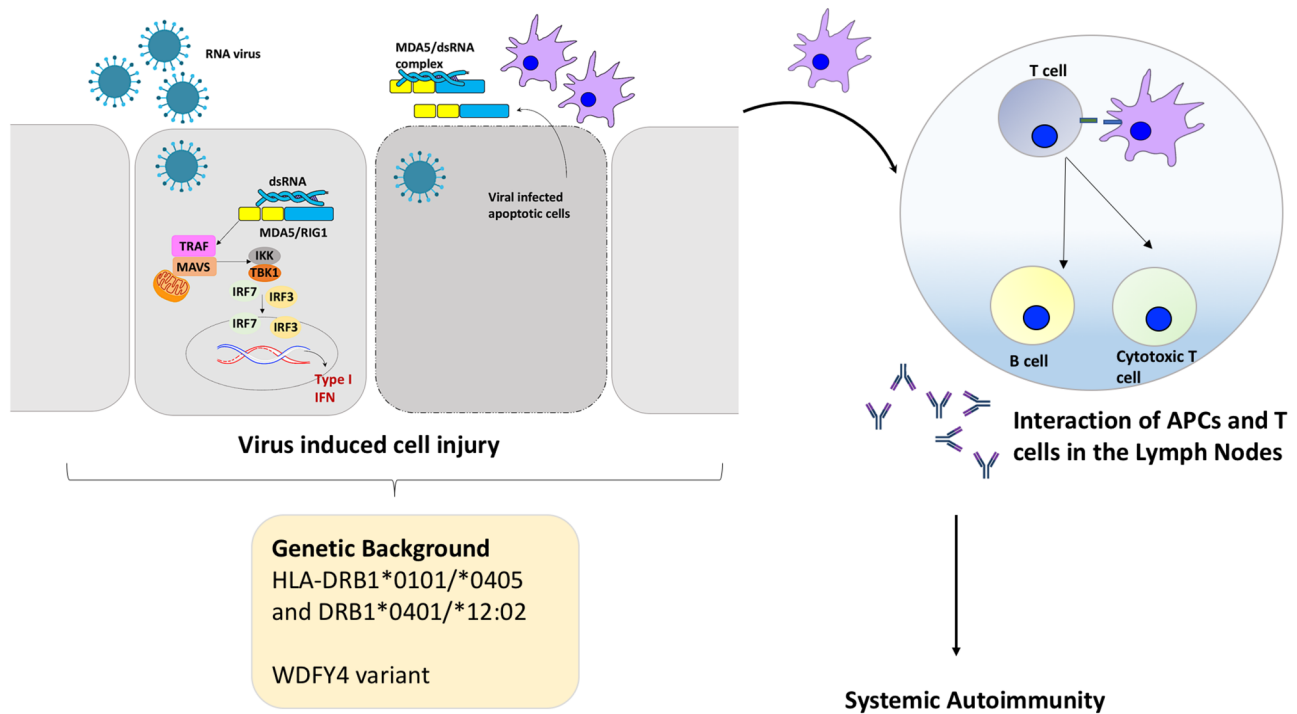 RNA virus
MDA5/dsRNA
complex
dsRNA
MDA5/RIG1
TRAF
MAVS
IKK
TBK1
IRF7
IRF3
IRF7
IRF3
Type I
IFN
Viral infected
apoptotic cells
T cell
B cell
Cytotoxic T
cell
Virus induced cell injury
Interaction of APCs and T
cells in the Lymph Nodes
Genetic Background
HLA-DRB1*0101/*0405
and DRB1*0401/*12:02
WDFY4 variant
Systemic Autoimmunity